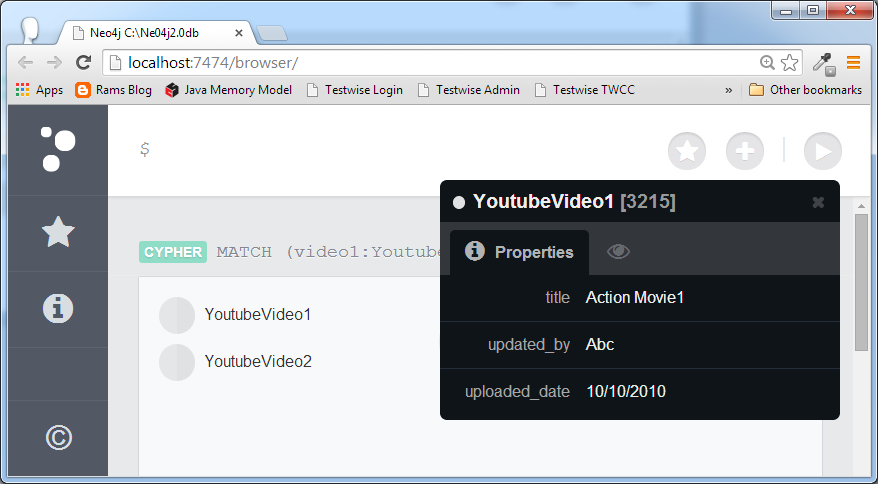 Neo4j C:\Ne04j2.0db
localhost:7474/browser/
Apps Rams Blog Java Memory Model Testwise Login Testwise Admin Testwise TWCC » Other bookmarks
$
YoutubeVideo1 [3215]
CYPHER MATCH (video1:Youtube
Properties
YoutubeVideo1
title Action Movie1
YoutubeVideo2
updated_by Abc
uploaded_date 10/10/2010
©